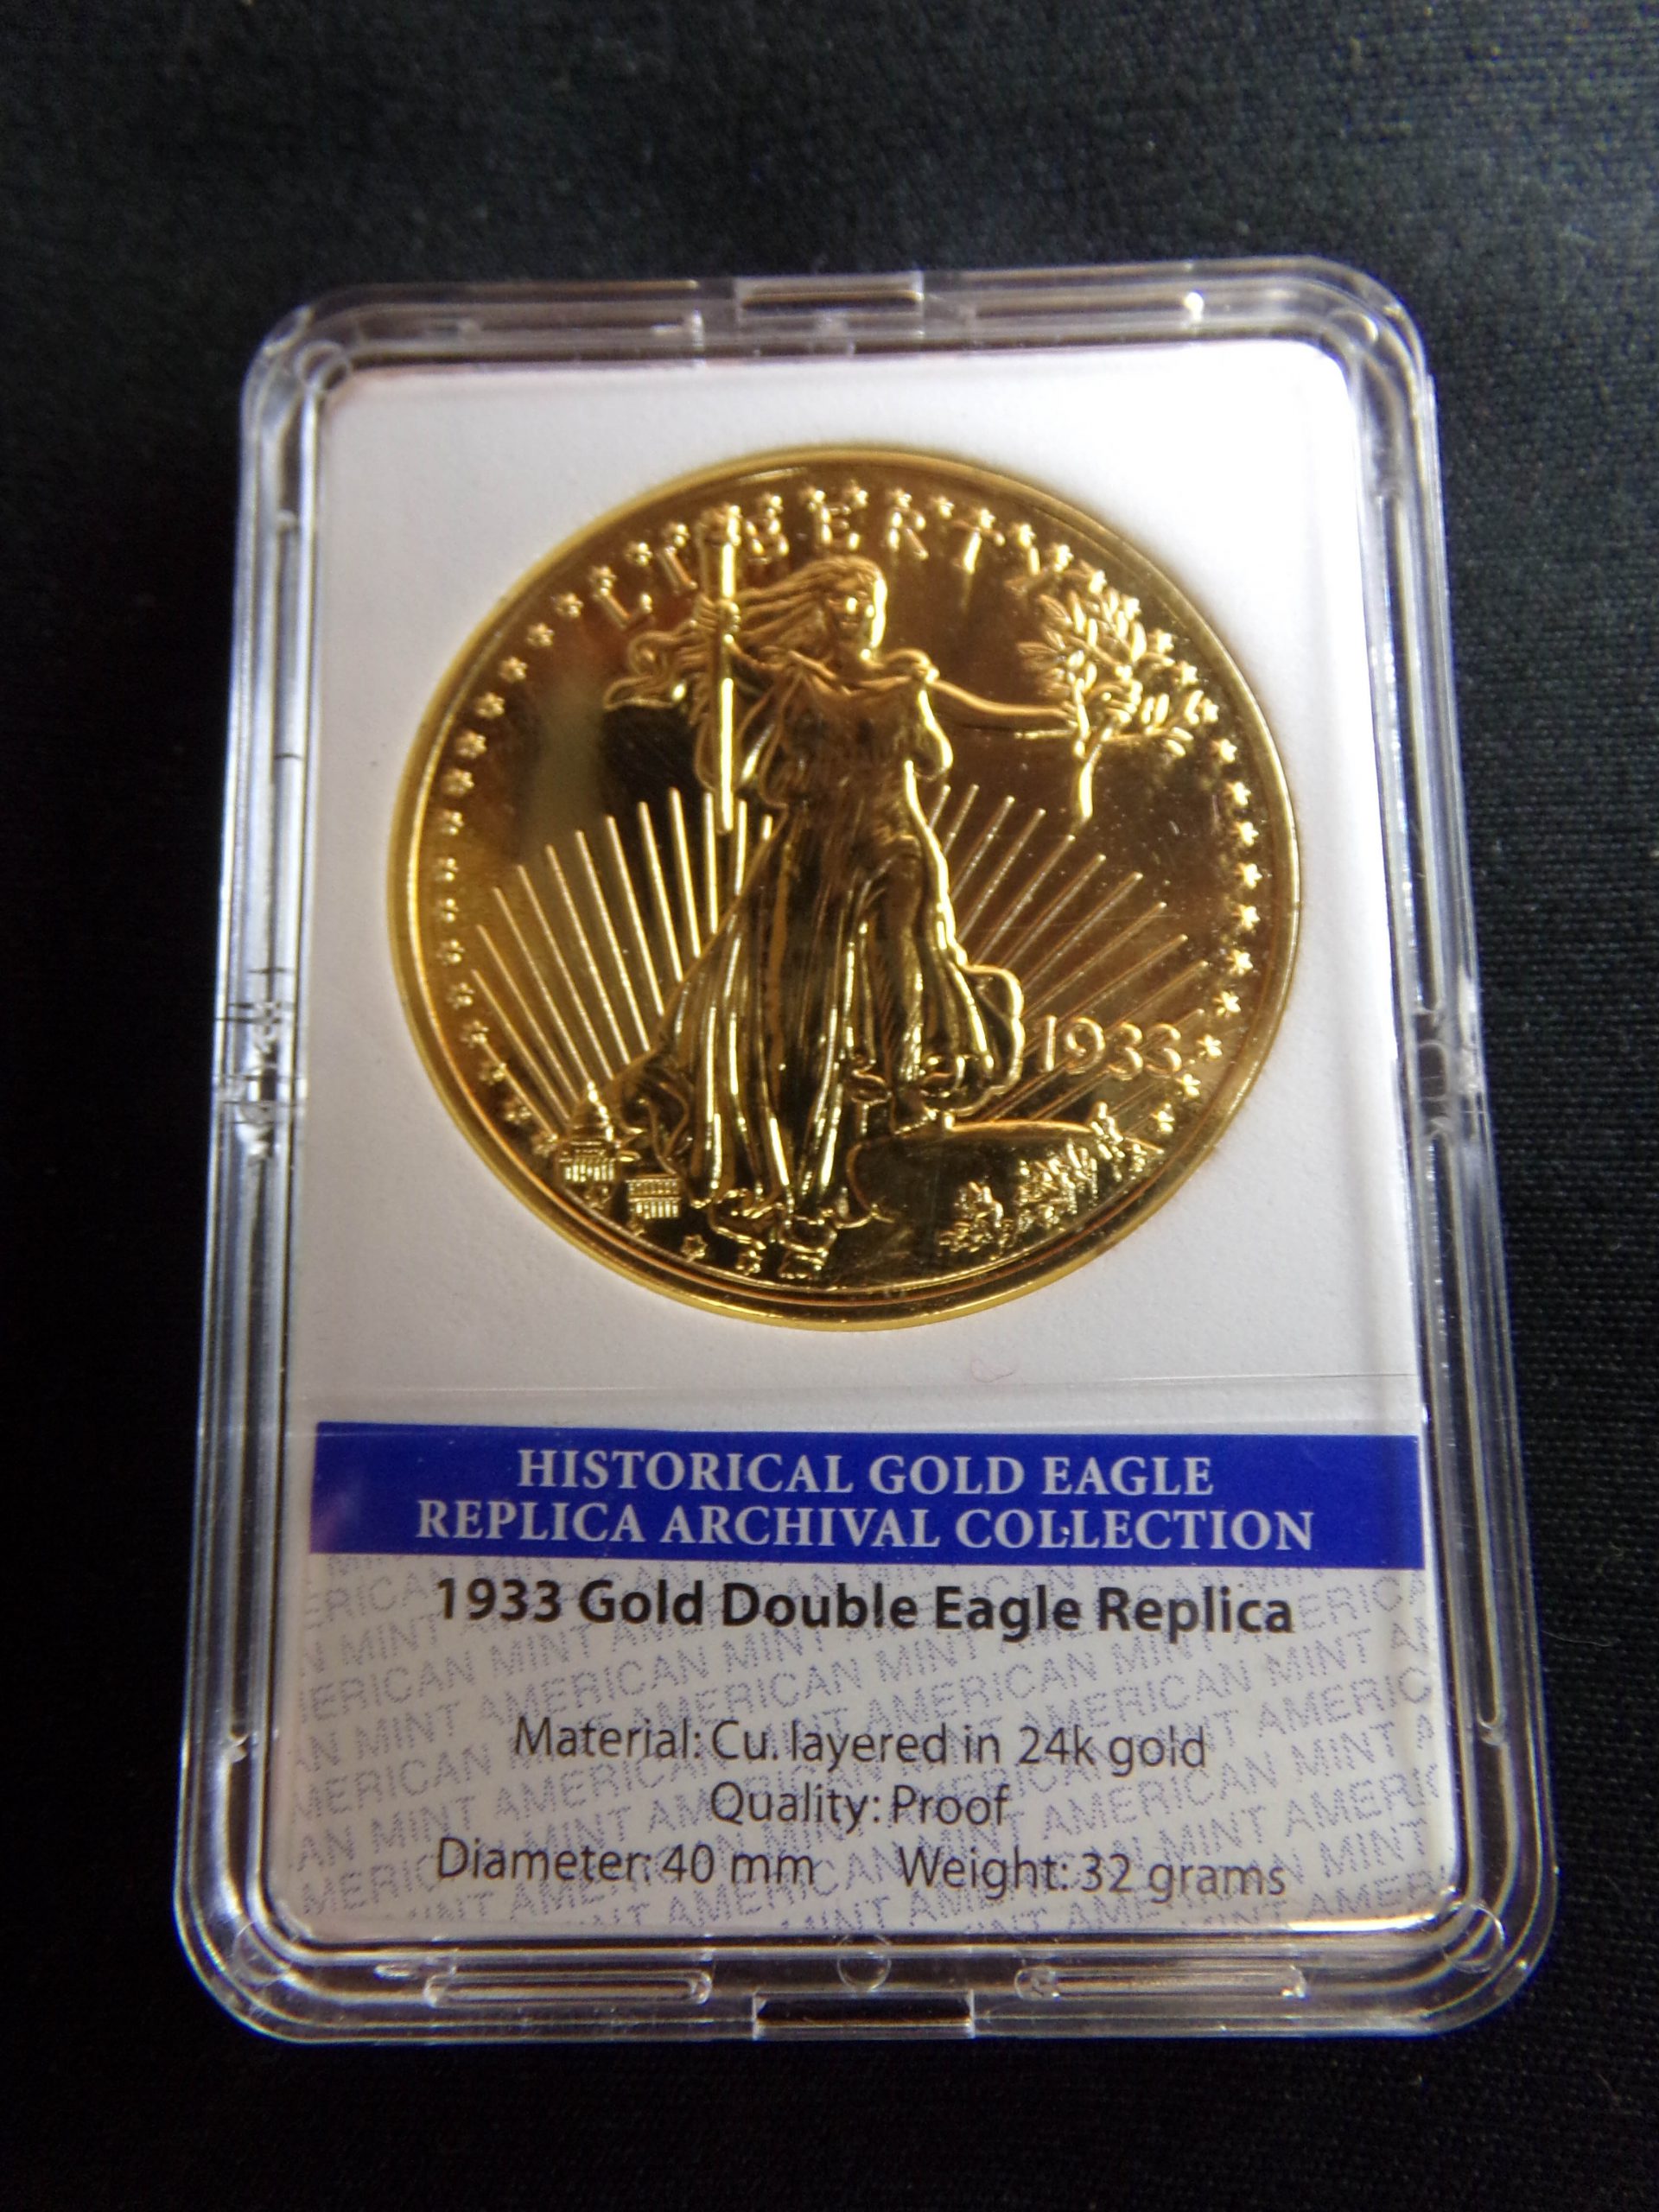 LIBERTY
1933
HISTORICAL GOLD EAGLE
REPLICA ARCHIVAL COLLECTION
1933 Gold Double Eagle Replica
Material: Cu. layered in 24k gold
Quality: Proof
Diameter: 40 mm Weight: 32 grams